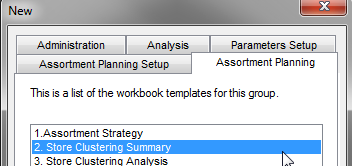 New
Administration Analysis Parameters Setup
Assortment Planning Setup Assortment Planning
This is a list of the workbook templates for this group.
1.Assortment Strategy
2. Store Clustering Summary
3. Store Clustering Analysis